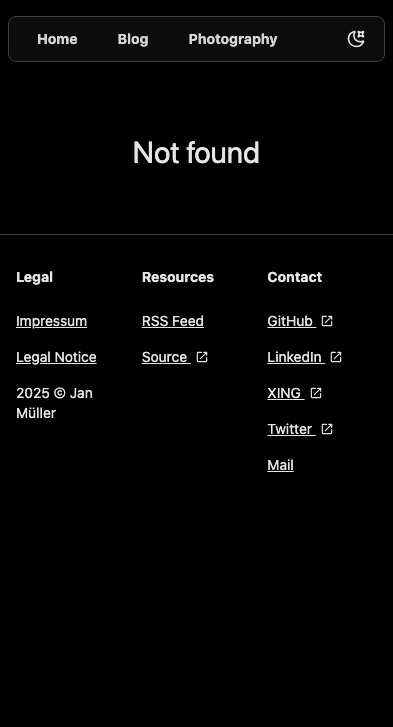 Home Blog Photography
Not found
Legal
Impressum
Legal Notice
2025 © Jan
Müller
Resources
RSS Feed
Source
Contact
GitHub
LinkedIn
XING
Twitter
Mail